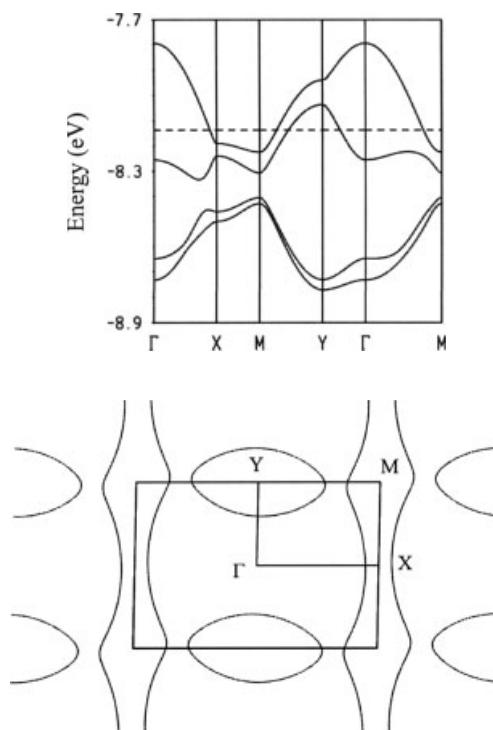 -7.7
Energy (eV)
-8.3
-8.9
Γ X M Y Γ M
Y M
Γ X